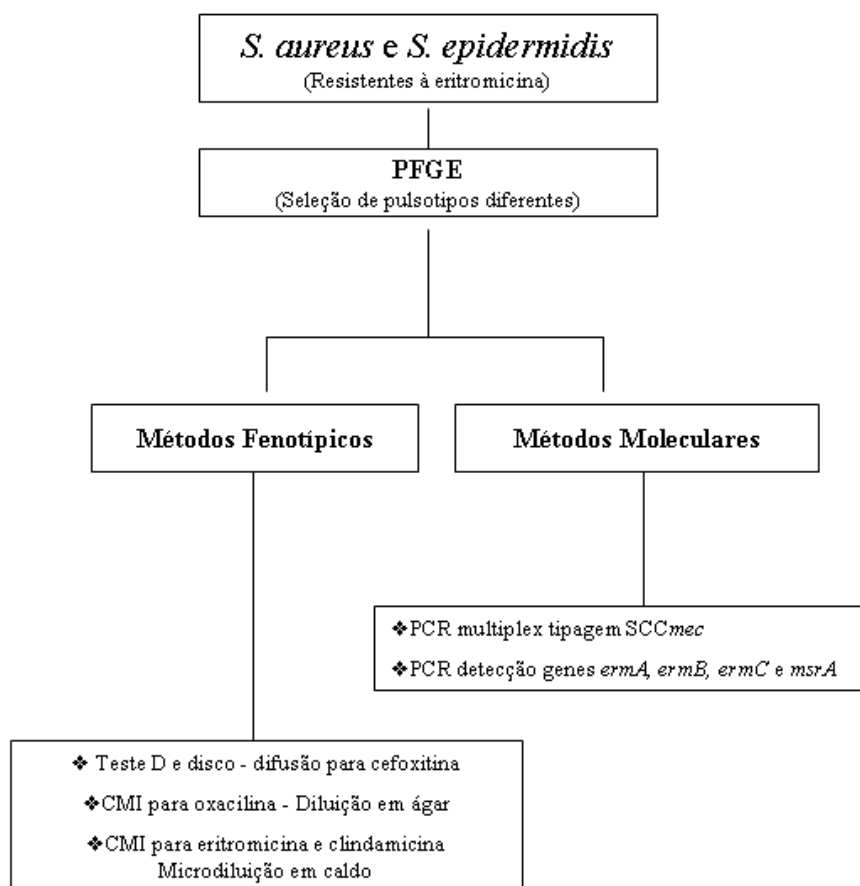 S. aureus e S. epidermidis
(Resistentes à eritromicina)
PFGE
(Seleção de pulsotipos diferentes)
Métodos Fenotípicos
Métodos Moleculares
❖PCR multiplex tipagem SCCmec
❖PCR detecção genes ermA, ermB, ermC e msrA
❖ Teste D e disco - difusão para cefoxitina
❖CMI para oxacilina - Diluição em ágar
❖CMI para eritromicina e clindamicina
Microdiluição em caldo